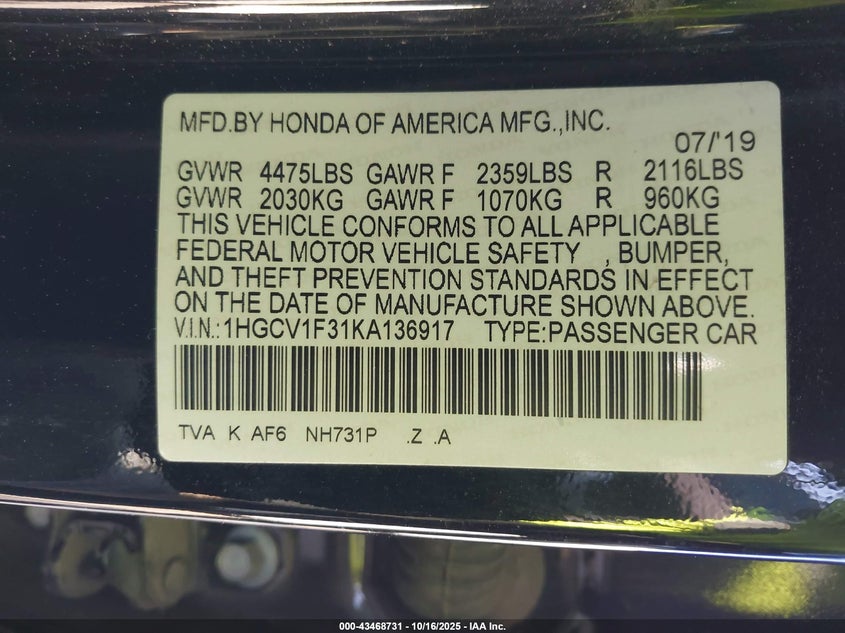 MFD.BY HONDA OF AMERICA MFG.,INC.
07/'19
GVWR 4475LBS GAWR F 2359LBS R 2116LBS
GVWR 2030KG GAWR F 1070KG R 960KG
THIS VEHICLE CONFORMS TO ALL APPLICABLE
FEDERAL MOTOR VEHICLE SAFETY , BUMPER,
AND THEFT PREVENTION STANDARDS IN EFFECT
ON THE DATE OF MANUFACTURE SHOWN ABOVE.
V.I.N.:1HGCV1F31KA136917 TYPE:PASSENGER CAR
TVA K AF6 NH731P .Z .A
000-43468731 - 10/16/2025 - IAA Inc.